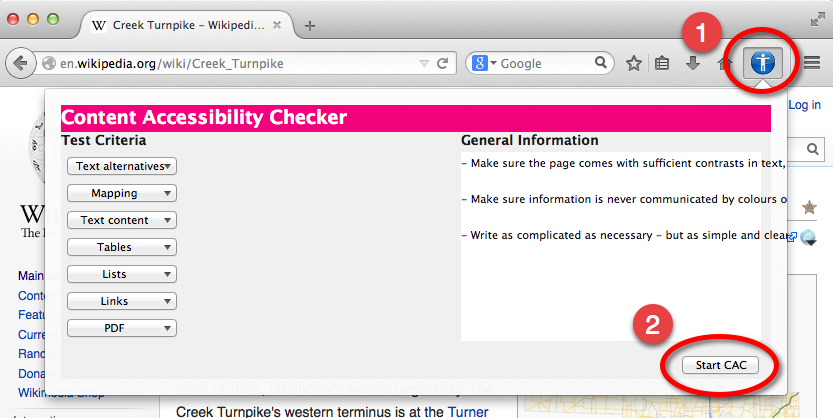 W Creek Turnpike – Wikipedi...
1
en.wikipedia.org/wiki/Creek_Turnpike
Google
Log in
Content Accessibility Checker
Test Criteria
General Information
Text alternatives
- Make sure the page comes with sufficient contrasts in text,
Mapping
- Make sure information is never communicated by colours o
Text content
- Write as complicated as necessary – but as simple and clear
Tables
Lists
Links
PDF
2
Start CAC
WI
The
Main
Conte
Featu
Curre
Rand
Dona
Wikimedia Shop
Creek Turnpike's western terminus is at the Turner